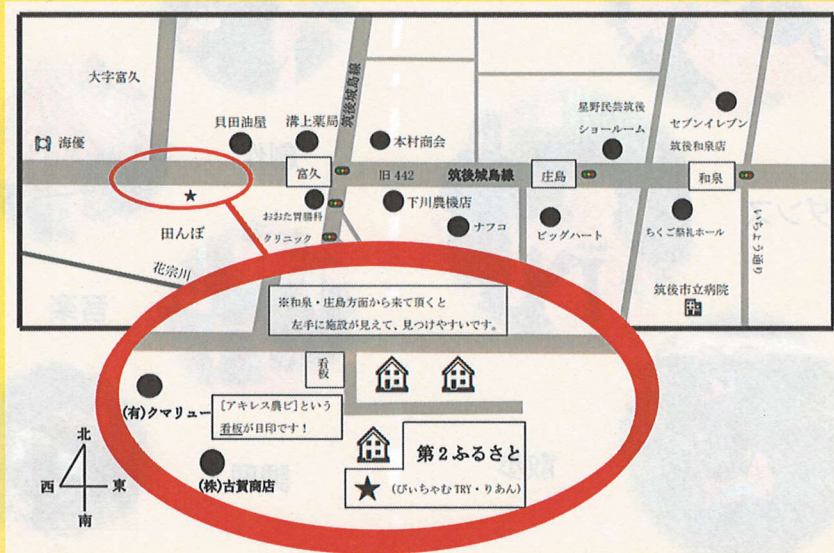 大字富久
筑後城島線
海優
貝田油屋
溝上薬局
本村商会
星野民芸筑後
ショールーム
セブンイレブン
筑後和泉店
富久
旧442
筑後城島線
庄島
和泉
田んぼ
おおた胃腸科
クリニック
下川農機店
ナフコ
ビッグハート
ちくご祭礼ホール
いちょう通り
花宗川
筑後市立病院
※和泉・庄島方面から来て頂くと
左手に施設が見えて、見つけやすいです。
看板
(有)クマリュー
[アキレス農ビ]という
看板が目印です！
第2ふるさと
(びぃちゃむTRY・りあん)
(株)古賀商店
北
西
東
南